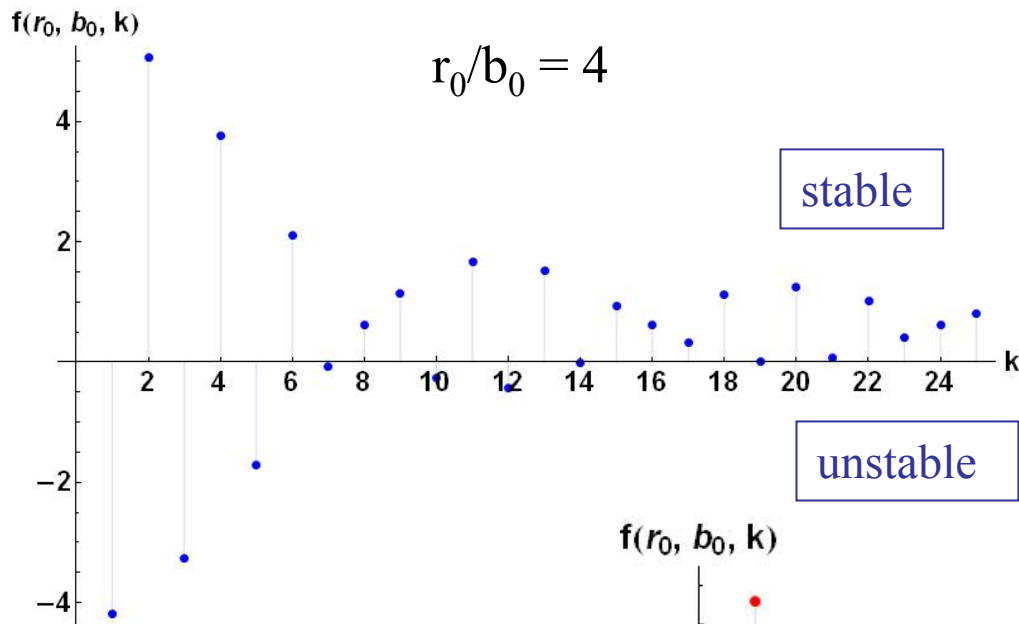 f(r₀, b₀, k)
r₀/b₀ = 4
4
stable
2
k
2 4 6 8 10 12 14 16 18 20 22 24
unstable
−2
f(r₀, b₀, k)
−4